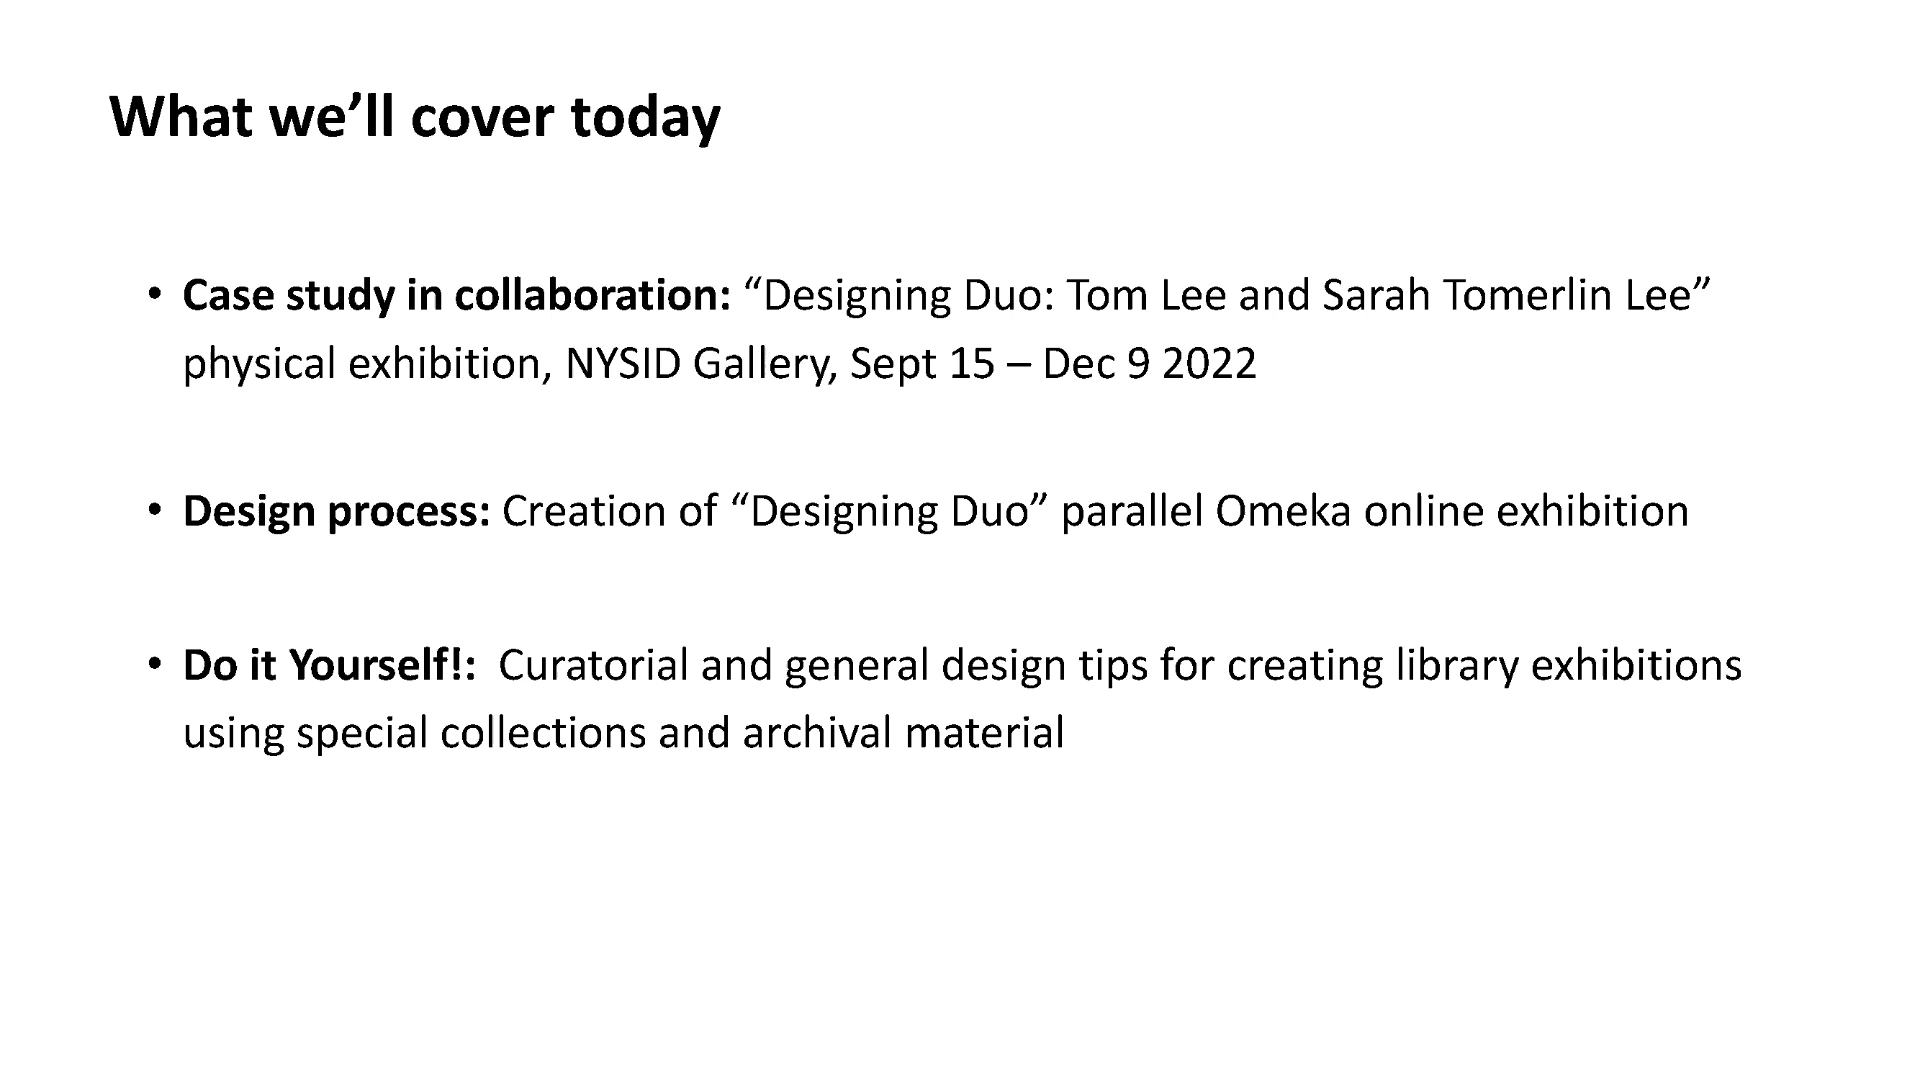 What we’ll cover today
• Case study in collaboration: “Designing Duo: Tom Lee and Sarah Tomerlin Lee”
physical exhibition, NYSID Gallery, Sept 15 – Dec 9 2022
• Design process: Creation of “Designing Duo” parallel Omeka online exhibition
• Do it Yourself!:  Curatorial and general design tips for creating library exhibitions
using special collections and archival material